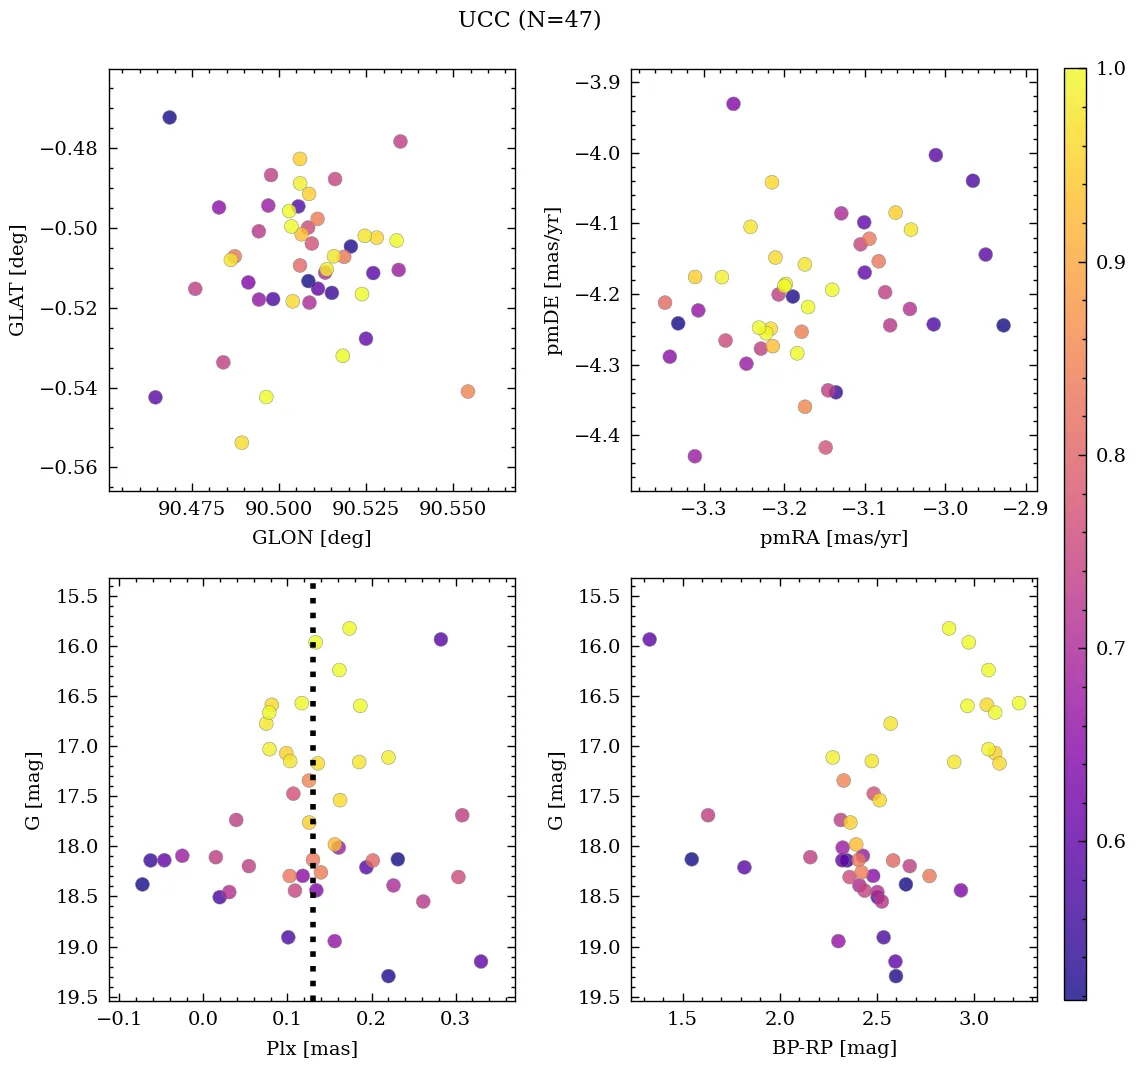 UCC (N=47)
−0.48
−0.50
−0.52
−0.54
−0.56
GLAT [deg]
90.475 90.500 90.525 90.550
GLON [deg]
−3.9
−4.0
−4.1
−4.2
−4.3
−4.4
pmDE [mas/yr]
−3.3 −3.2 −3.1 −3.0 −2.9
pmRA [mas/yr]
15.5
16.0
16.5
17.0
17.5
18.0
18.5
19.0
19.5
G [mag]
−0.1 0.0 0.1 0.2 0.3
Plx [mas]
15.5
16.0
16.5
17.0
17.5
18.0
18.5
19.0
19.5
G [mag]
1.5 2.0 2.5 3.0
BP-RP [mag]
1.0
0.9
0.8
0.7
0.6